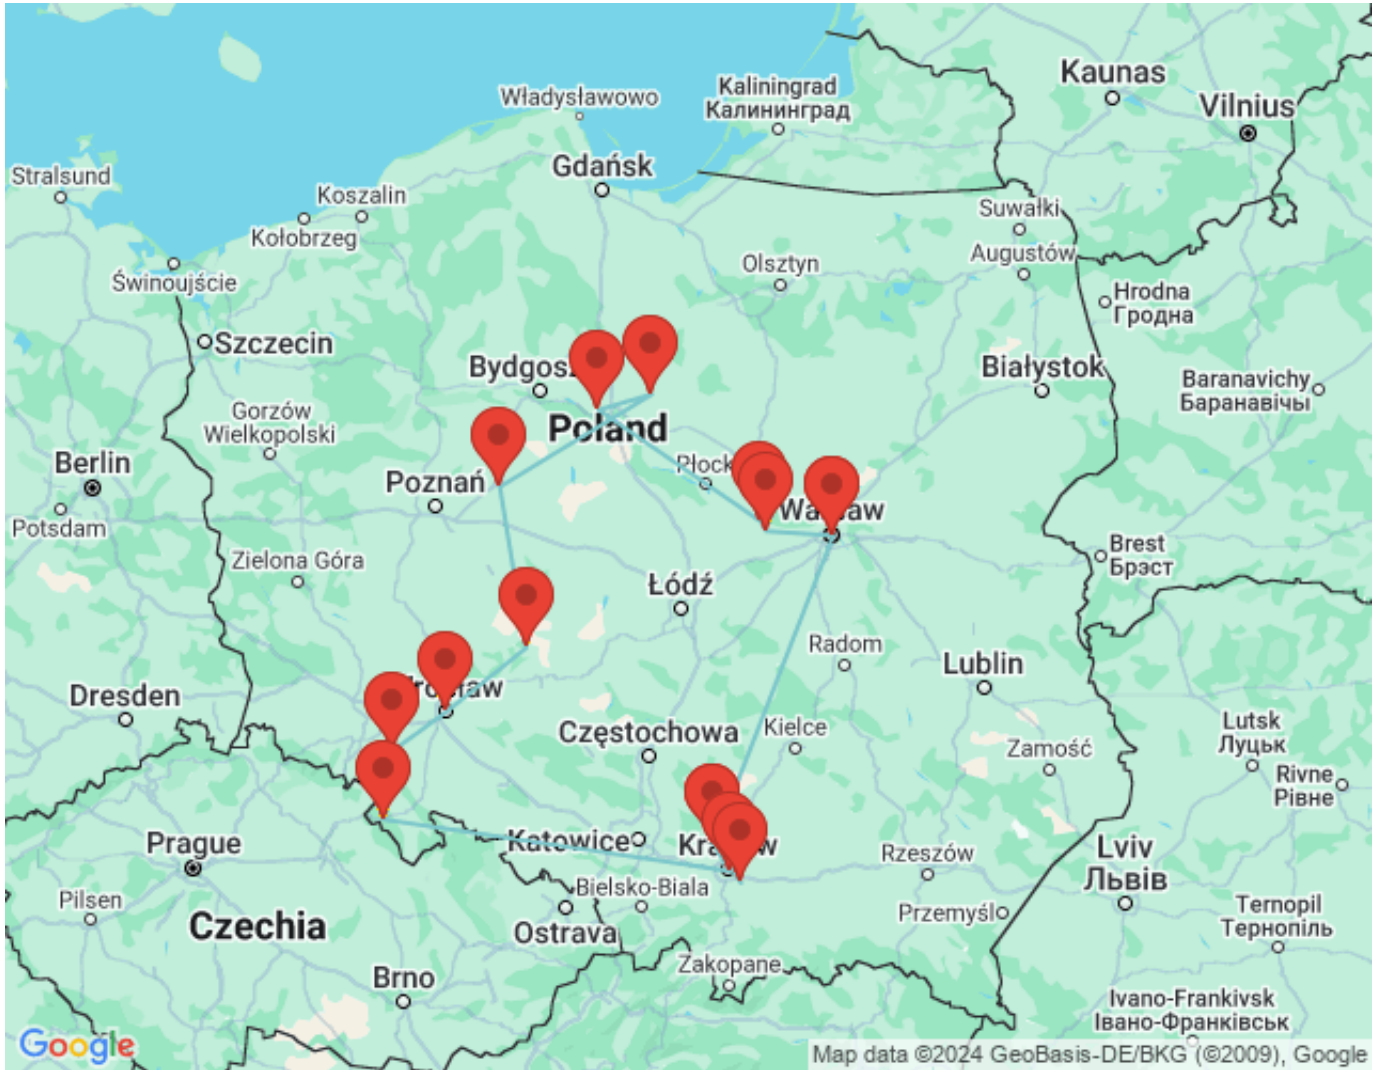 Kaunas
Vilnius
Kaliningrad
Калининград
Władysławowo
Gdańsk
Stralsund
Koszalin
Kołobrzeg
Suwałki
Augustów
Olsztyn
Świnoujście
Hrodna
Гродна
Szczecin
Bydgosz
Białystok
Baranavichy
Баранавічы
Gorzów
Wielkopolski
Poland
Berlin
Płock
Poznań
Potsdam
Brest
Брэст
Zielona Góra
Łódź
Radom
Lublin
Dresden
Częstochowa
Kielce
Zamość
Lutsk
Луцьк
Rivne
Рівне
Prague
Katowice
Rzeszów
Lviv
Львів
Pilsen
Bielsko-Biala
Przemyśl
Ternopil
Тернопіль
Czechia
Ostrava
Zakopane
Brno
Ivano-Frankivsk
Івано-Франківськ
Google
Map data ©2024 GeoBasis-DE/BKG (©2009), Google